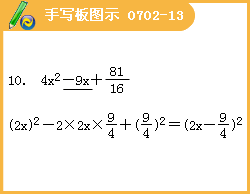 手写板图示 0702-13
10. 4x²－9x＋81/16
(2x)²－2×2x×9/4＋(9/4)²＝(2x－9/4)²